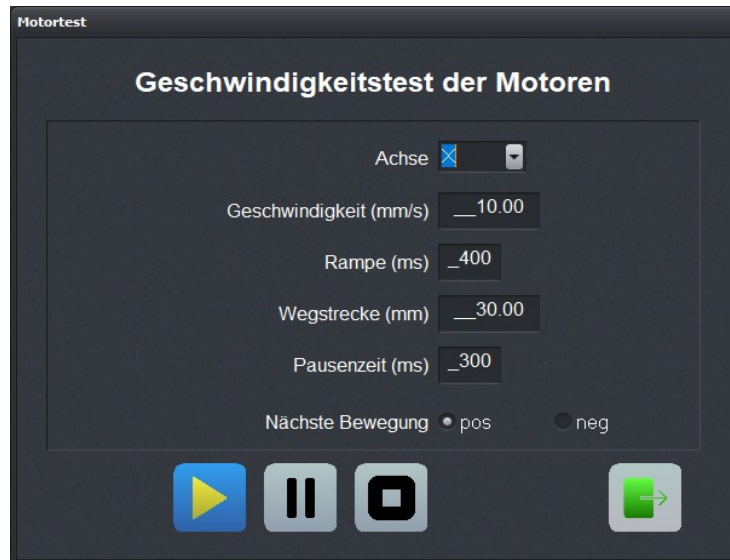 Motortest
Geschwindigkeitstest der Motoren
Achse X
Geschwindigkeit (mm/s) __10.00
Rampe (ms) _400
Wegstrecke (mm) __30.00
Pausenzeit (ms) _300
Nächste Bewegung pos neg